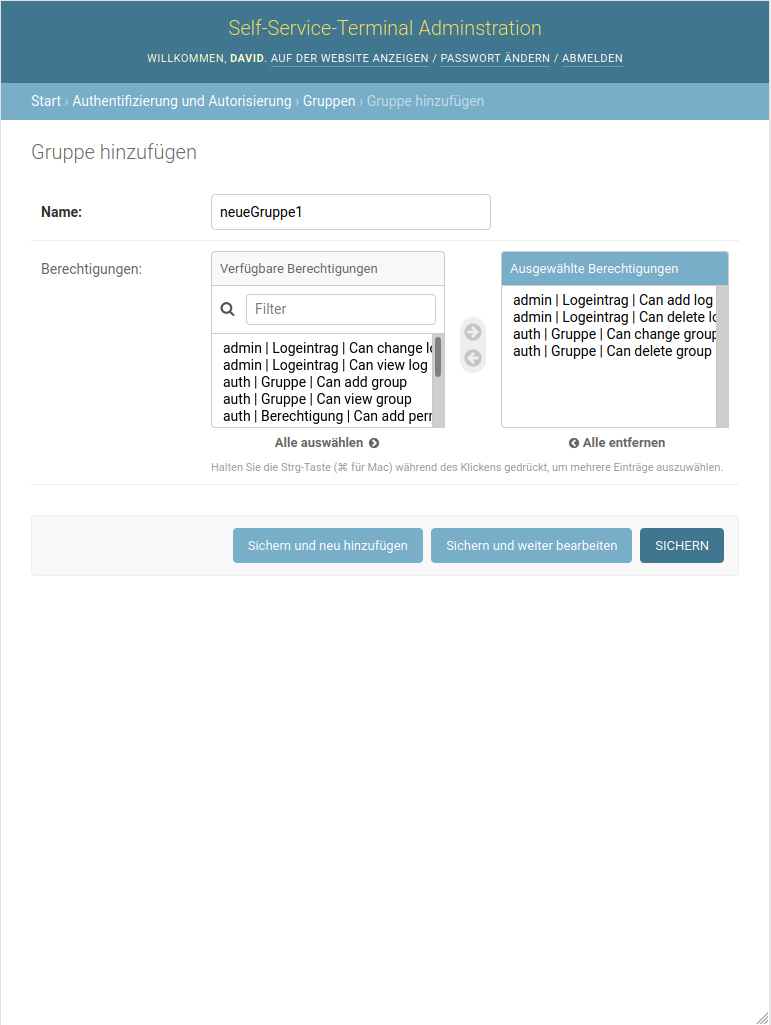 Self-Service-Terminal Adminstration
WILLKOMMEN, DAVID. AUF DER WEBSITE ANZEIGEN / PASSWORT ÄNDERN / ABMELDEN
Start › Authentifizierung und Autorisierung › Gruppen › Gruppe hinzufügen
Gruppe hinzufügen
Name: neueGruppe1
Berechtigungen:
Verfügbare Berechtigungen
Filter
admin | Logeintrag | Can change
admin | Logeintrag | Can view log
auth | Gruppe | Can add group
auth | Gruppe | Can view group
auth | Berechtigung | Can add
Alle auswählen
Ausgewählte Berechtigungen
admin | Logeintrag | Can add log
admin | Logeintrag | Can delete
auth | Gruppe | Can change group
auth | Gruppe | Can delete group
Alle entfernen
Halten Sie die Strg-Taste (⌘ für Mac) während des Klickens gedrückt, um mehrere Einträge auszuwählen.
Sichern und neu hinzufügen
Sichern und weiter bearbeiten
SICHERN